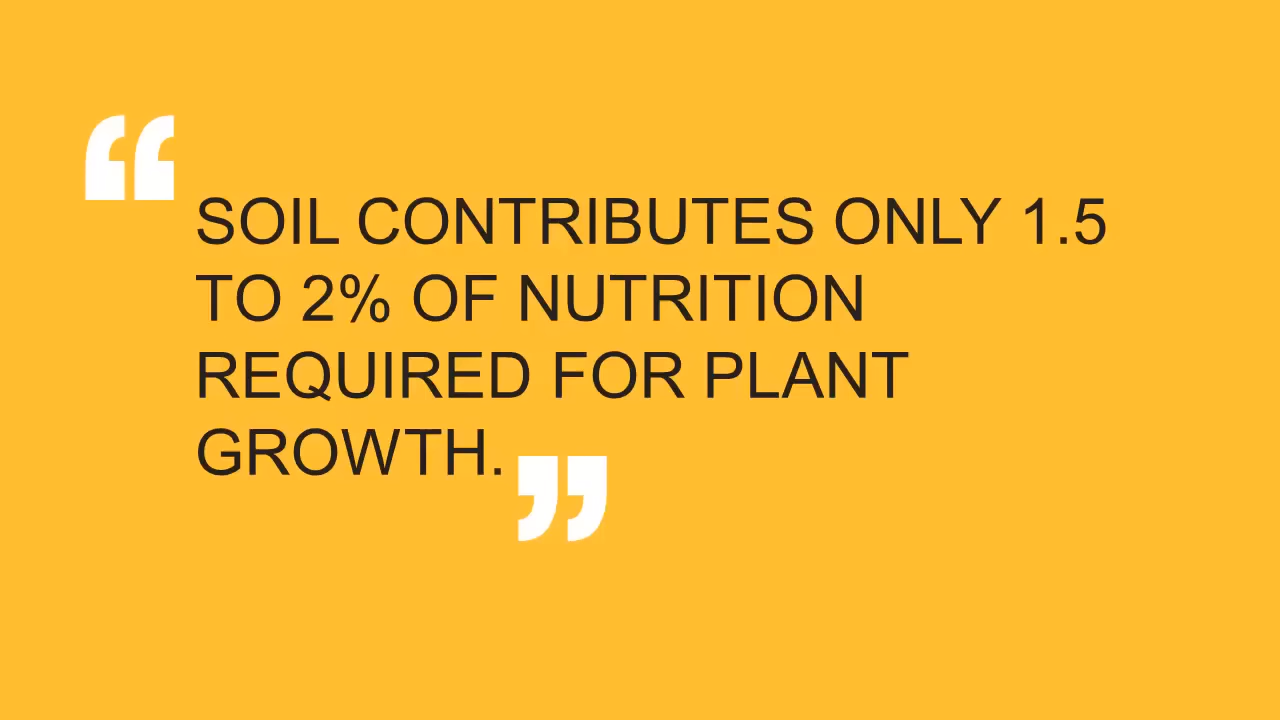 “SOIL CONTRIBUTES ONLY 1.5
TO 2% OF NUTRITION
REQUIRED FOR PLANT
GROWTH.”